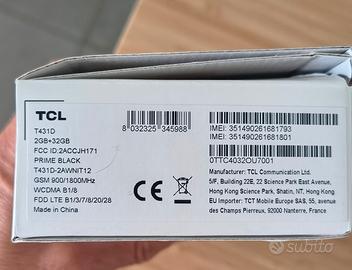 TCL
T431D
2GB+32GB
FCC ID:2ACCJH171
PRIME BLACK
T431D-2AWNIT12
GSM 900/1800MHz
WCDMA B1/8
FDD LTE B1/3/7/8/20/28
Made in China
8 032325 345988
IMEI: 351490261681793
IMEI: 351490261681801
0TTC4032OU7001
Manufacturer: TCL Communication Ltd.
5/F, Building 22E, 22 Science Park East Avenue,
Hong Kong Science Park, Shatin, NT, Hong Kong
EU Importer: TCT Mobile Europe SAS, 55, avenue
des Champs Pierreux, 92000 Nanterre, France
CE
subito